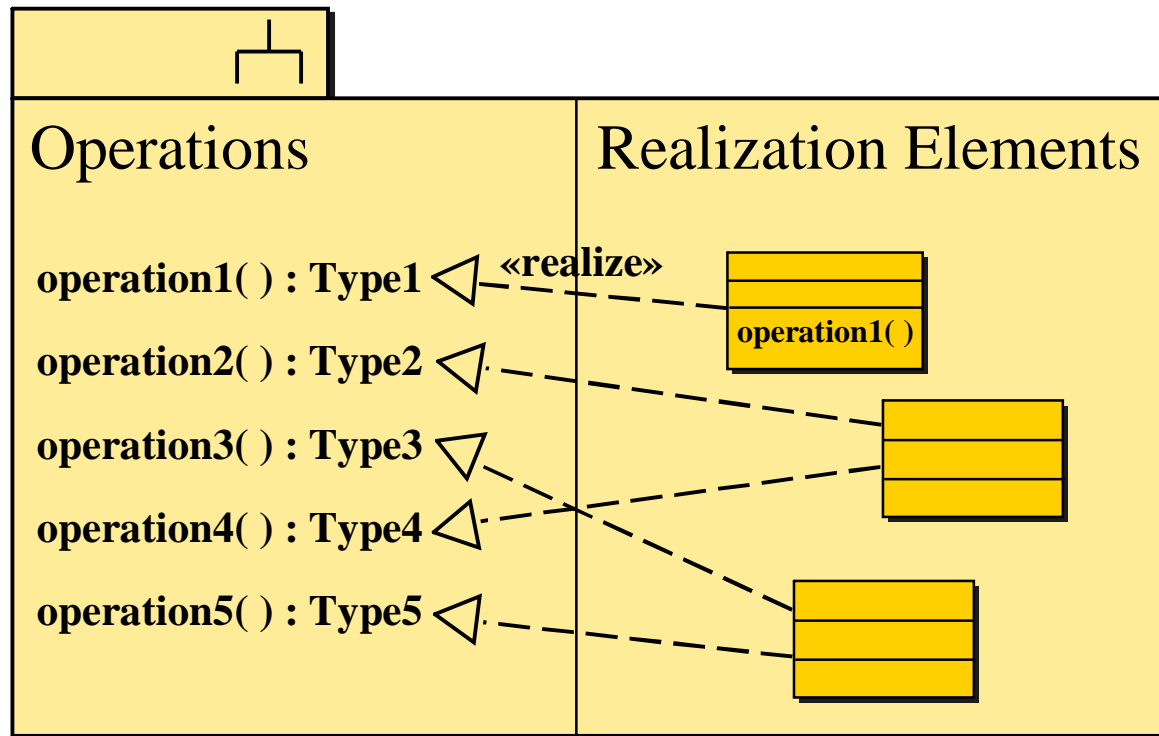 Operations
Realization Elements
operation1( ) : Type1
«realize»
operation1( )
operation2( ) : Type2
operation3( ) : Type3
operation4( ) : Type4
operation5( ) : Type5